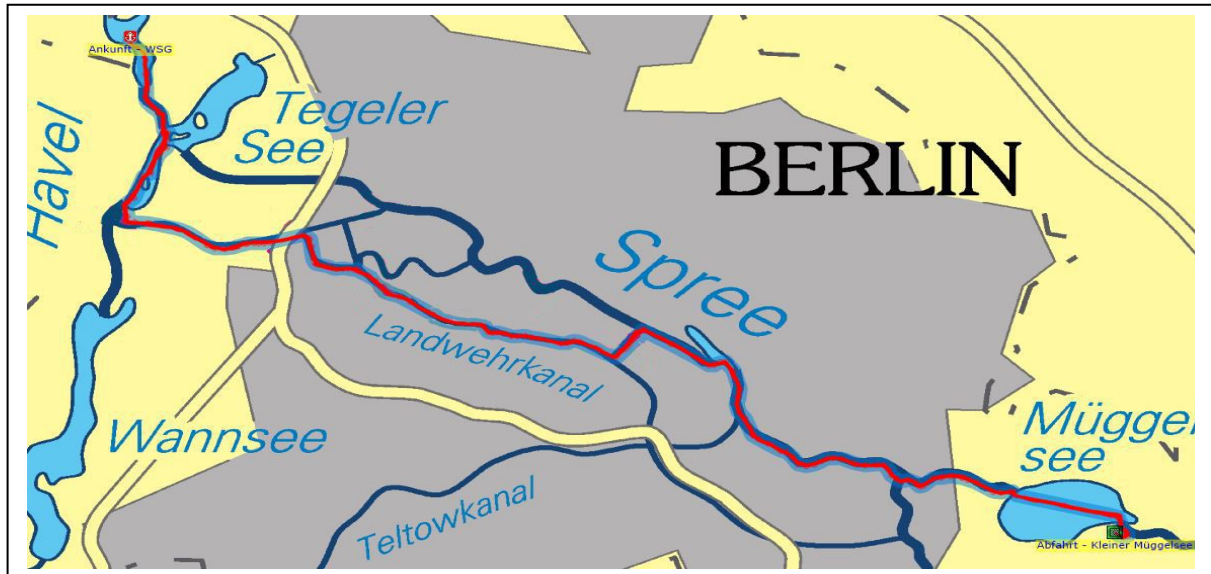 Ankunft - WSG
Havel
Tegeler
See
BERLIN
Spree
Landwehrkanal
Wannsee
Müggel
see
Teltowkanal
Abfahrt - Kleiner Müggelsee